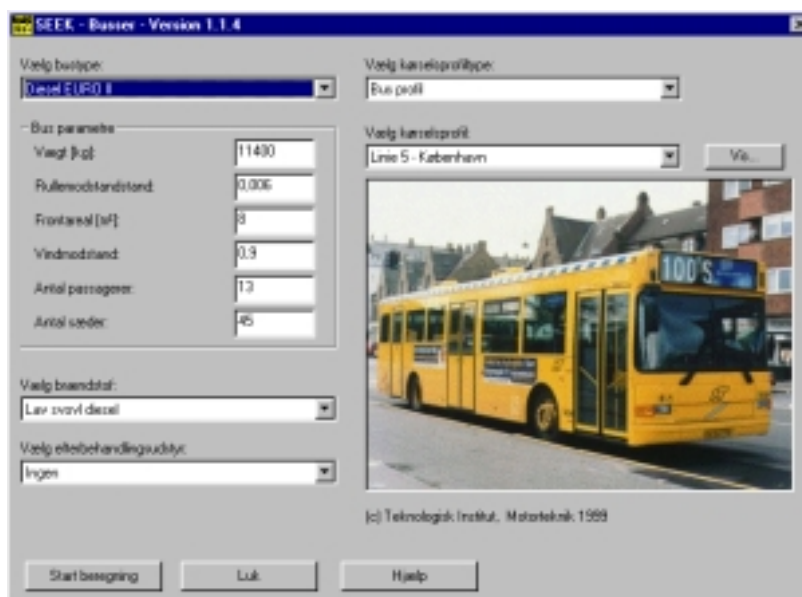 SEEK - Busser - Version 1.1.4
Vælg bustype:
Diesel EURO II
Bus parametre
Vægt [kg]:
11400
Rullemodstandstand:
0,006
Frontareal [m²]:
8
Vindmodstand:
0,9
Antal passagerer:
13
Antal sæder:
45
Vælg brændstof:
Lav svovl diesel
Vælg efterbehandlingsudstyr:
Ingen
Vælg kørselsprofiltype:
Bus profil
Vælg kørselsprofil:
Linie 5 - København
Vis...
100'S
(c) Teknologisk Institut, Motorteknik 1999
Start beregning
Luk
Hjælp